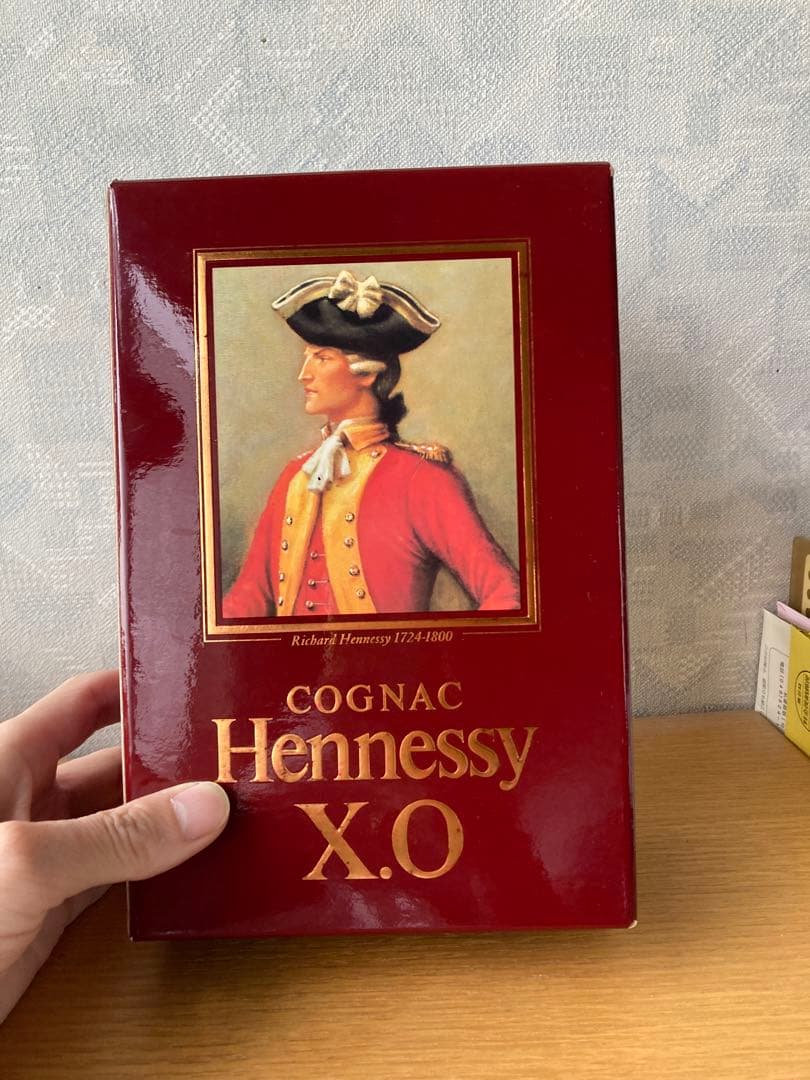 Richard Hennessy 1724-1800
COGNAC
Hennessy
X.O